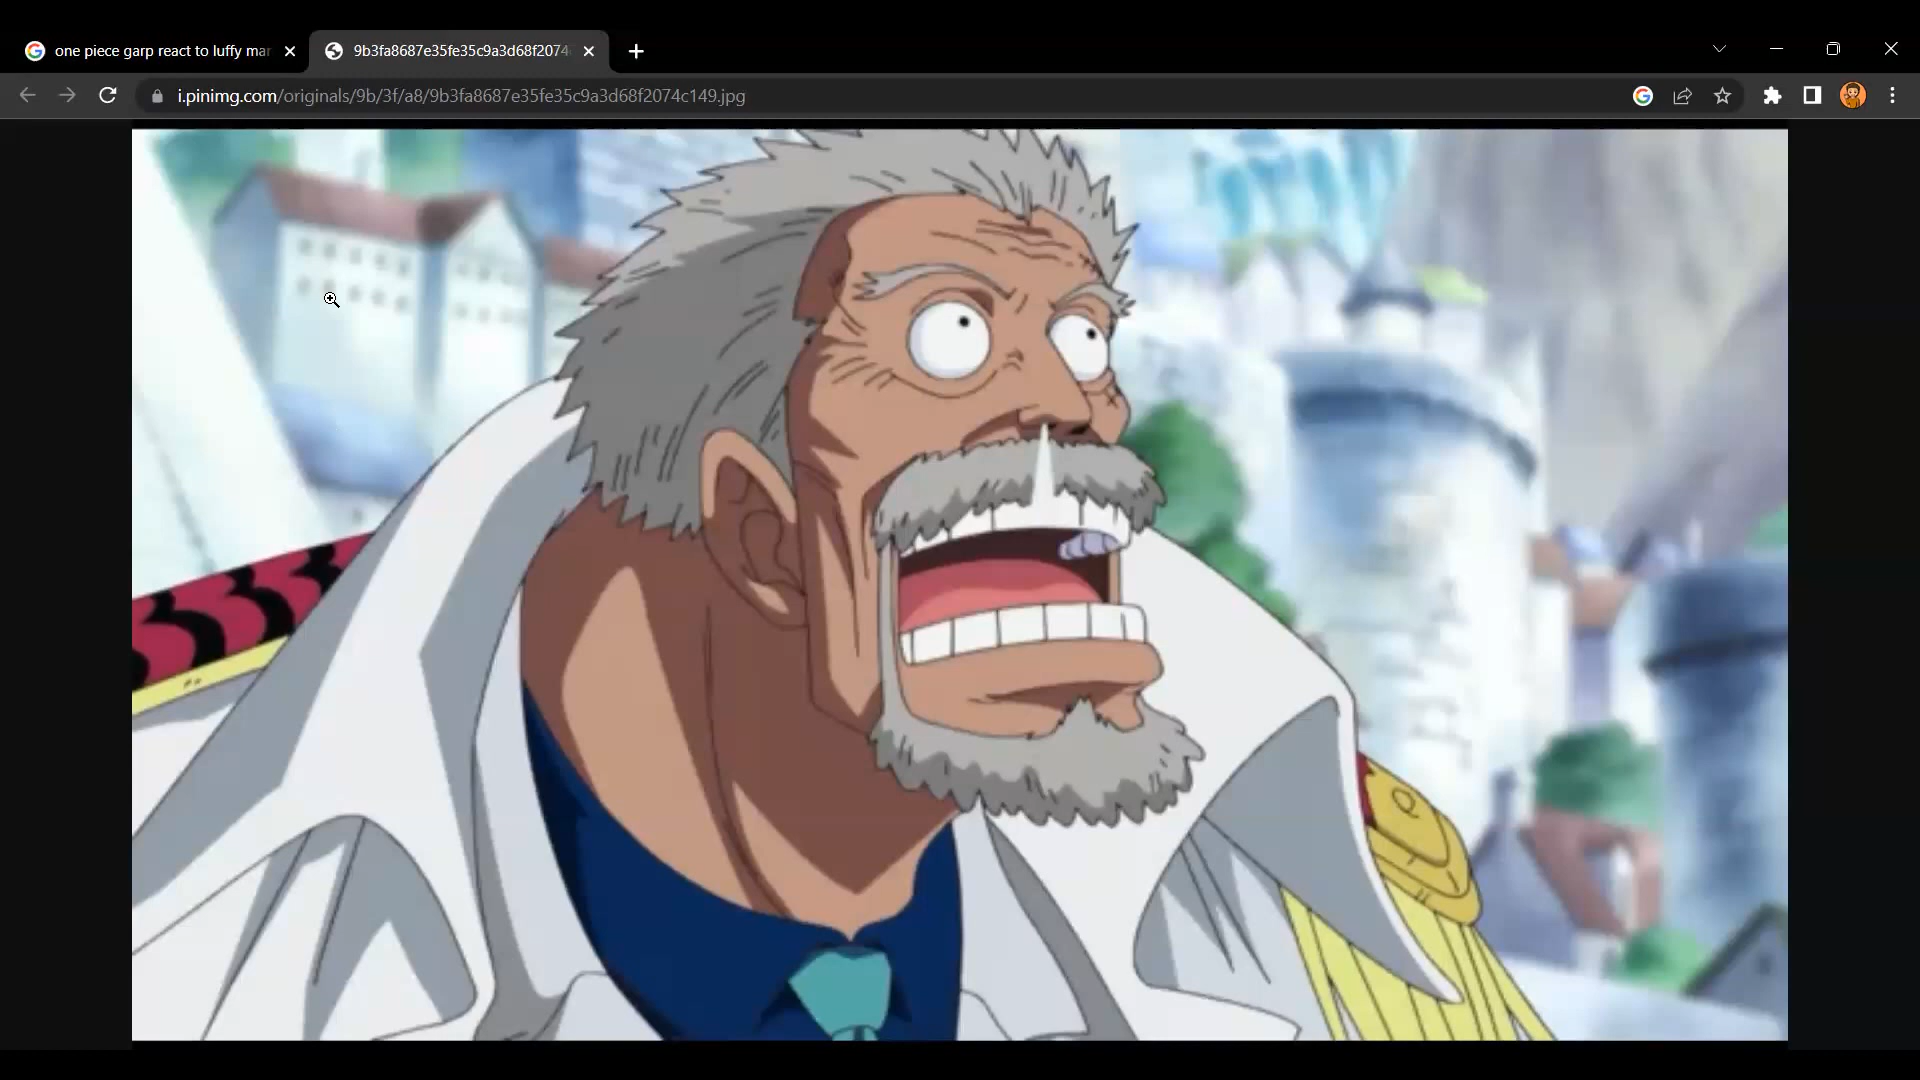 one piece garp react to luffy mar
9b3fa8687e35fe35c9a3d68f2074
i.pinimg.com/originals/9b/3f/a8/9b3fa8687e35fe35c9a3d68f2074c149.jpg